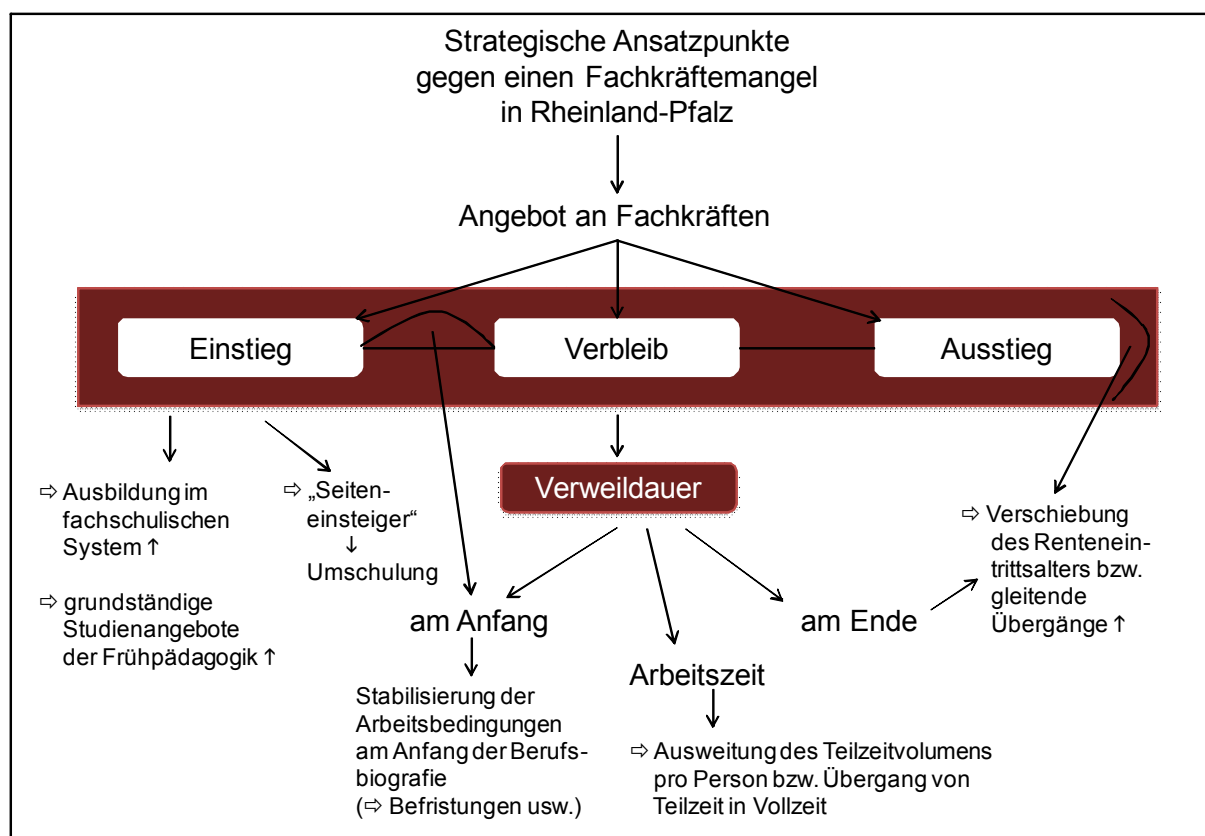 Strategische Ansatzpunkte
gegen einen Fachkräftemangel
in Rheinland-Pfalz
Angebot an Fachkräften
Einstieg
Verbleib
Ausstieg
Verweildauer
⇨ Ausbildung im
fachschulischen
System ↑
⇨ grundständige
Studienangebote
der Frühpädagogik ↑
⇨ „Seiten-
einsteiger“
↓
Umschulung
am Anfang
Stabilisierung der
Arbeitsbedingungen
am Anfang der Berufs-
biografie
(⇨ Befristungen usw.)
Arbeitszeit
⇨ Ausweitung des Teilzeitvolumens
pro Person bzw. Übergang von
Teilzeit in Vollzeit
am Ende
⇨ Verschiebung
des Rentenein-
trittsalters bzw.
gleitende
Übergänge ↑